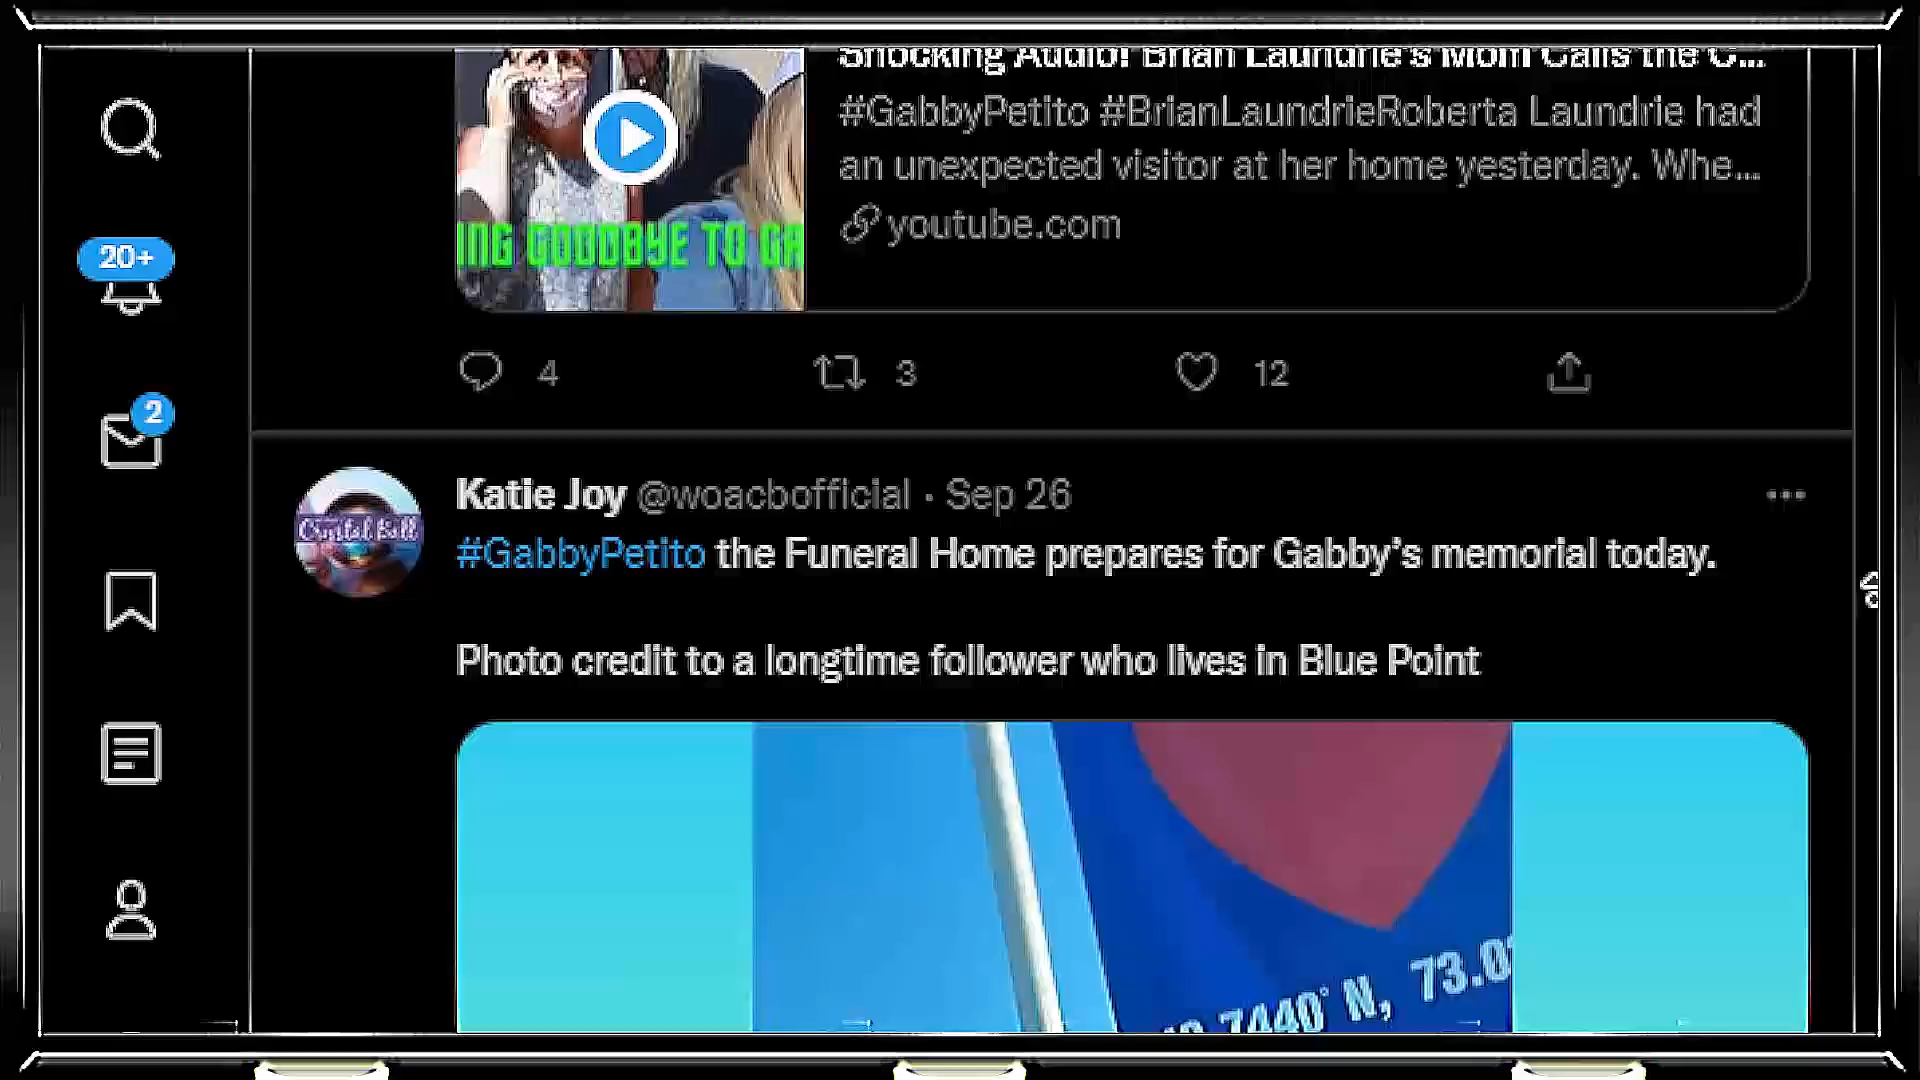 Shocking Audio! Brian Laundrie's Mom Calls the C...
#GabbyPetito #BrianLaundrieRoberta Laundrie had
an unexpected visitor at her home yesterday. Whe...
youtube.com
ING GOODBYE TO GA
20+
4
3
12
2
Katie Joy @woacbofficial · Sep 26
#GabbyPetito the Funeral Home prepares for Gabby’s memorial today.
Photo credit to a longtime follower who lives in Blue Point
7440° N, 73.0